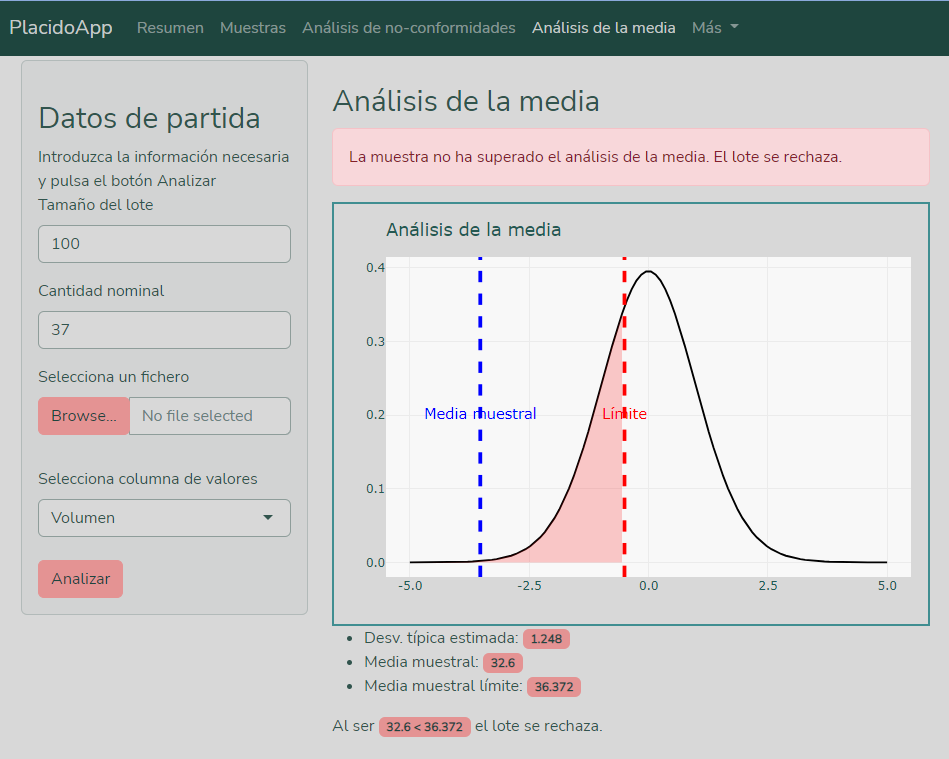 PlacidoApp Resumen Muestras Análisis de no-conformidades Análisis de la media Más
Datos de partida
Introduzca la información necesaria
y pulsa el botón Analizar
Tamaño del lote
100
Cantidad nominal
37
Selecciona un fichero
Browse... No file selected
Selecciona columna de valores
Volumen
Analizar
Análisis de la media
La muestra no ha superado el análisis de la media. El lote se rechaza.
Análisis de la media
0.4
0.3
0.2
0.1
0.0
Media muestral
Límite
-5.0 -2.5 0.0 2.5 5.0
Desv. típica estimada: 1.248
Media muestral: 32.6
Media muestral límite: 36.372
Al ser 32.6 < 36.372 el lote se rechaza.